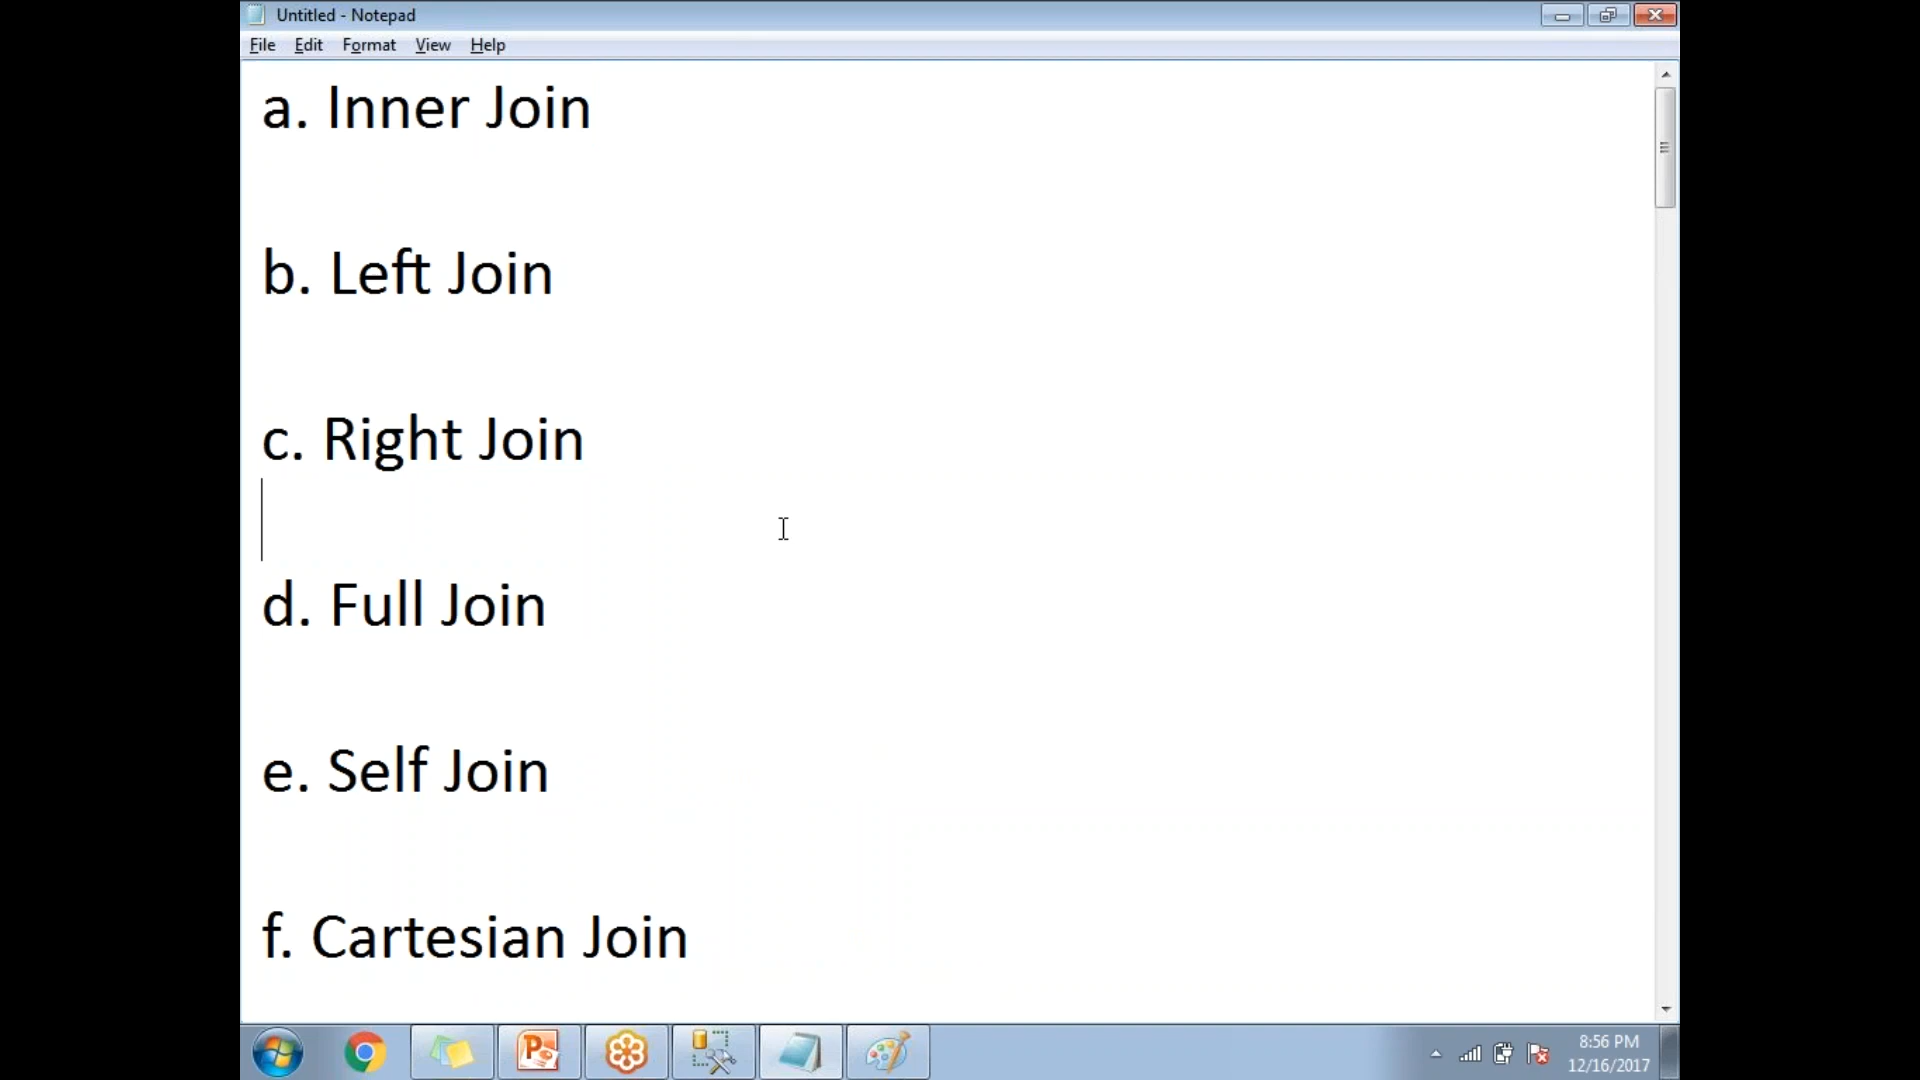 Untitled - Notepad
File Edit Format View Help
a. Inner Join
b. Left Join
c. Right Join
d. Full Join
e. Self Join
f. Cartesian Join
8:56 PM
12/16/2017